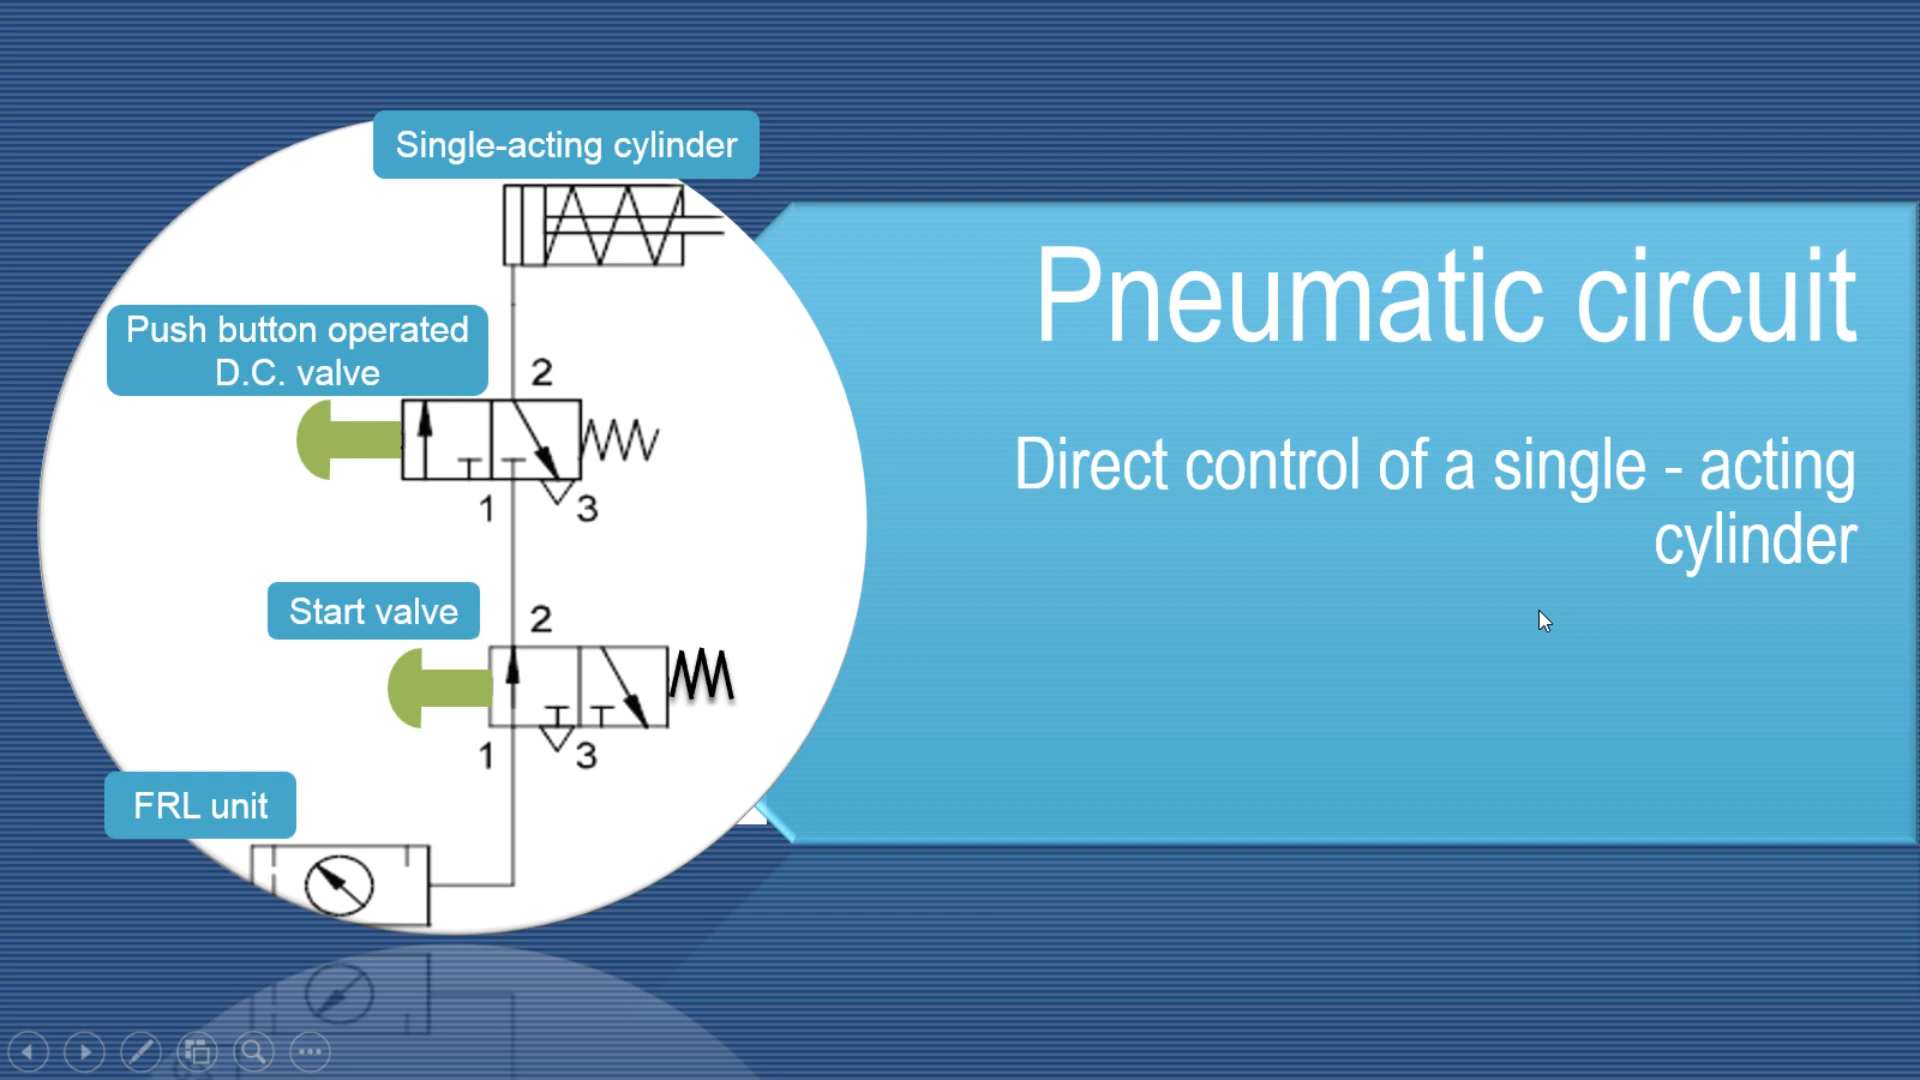 Single-acting cylinder
Push button operated
D.C. valve
2
1
3
Start valve
2
1
3
FRL unit
Pneumatic circuit
Direct control of a single - acting
cylinder